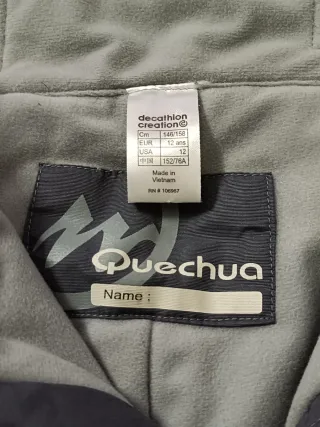 decathlon
creation©
Cm 146/158
EUR 12 ans
USA 12
中国 152/76A
Made in
Vietnam
RN # 106967
Quechua
Name :